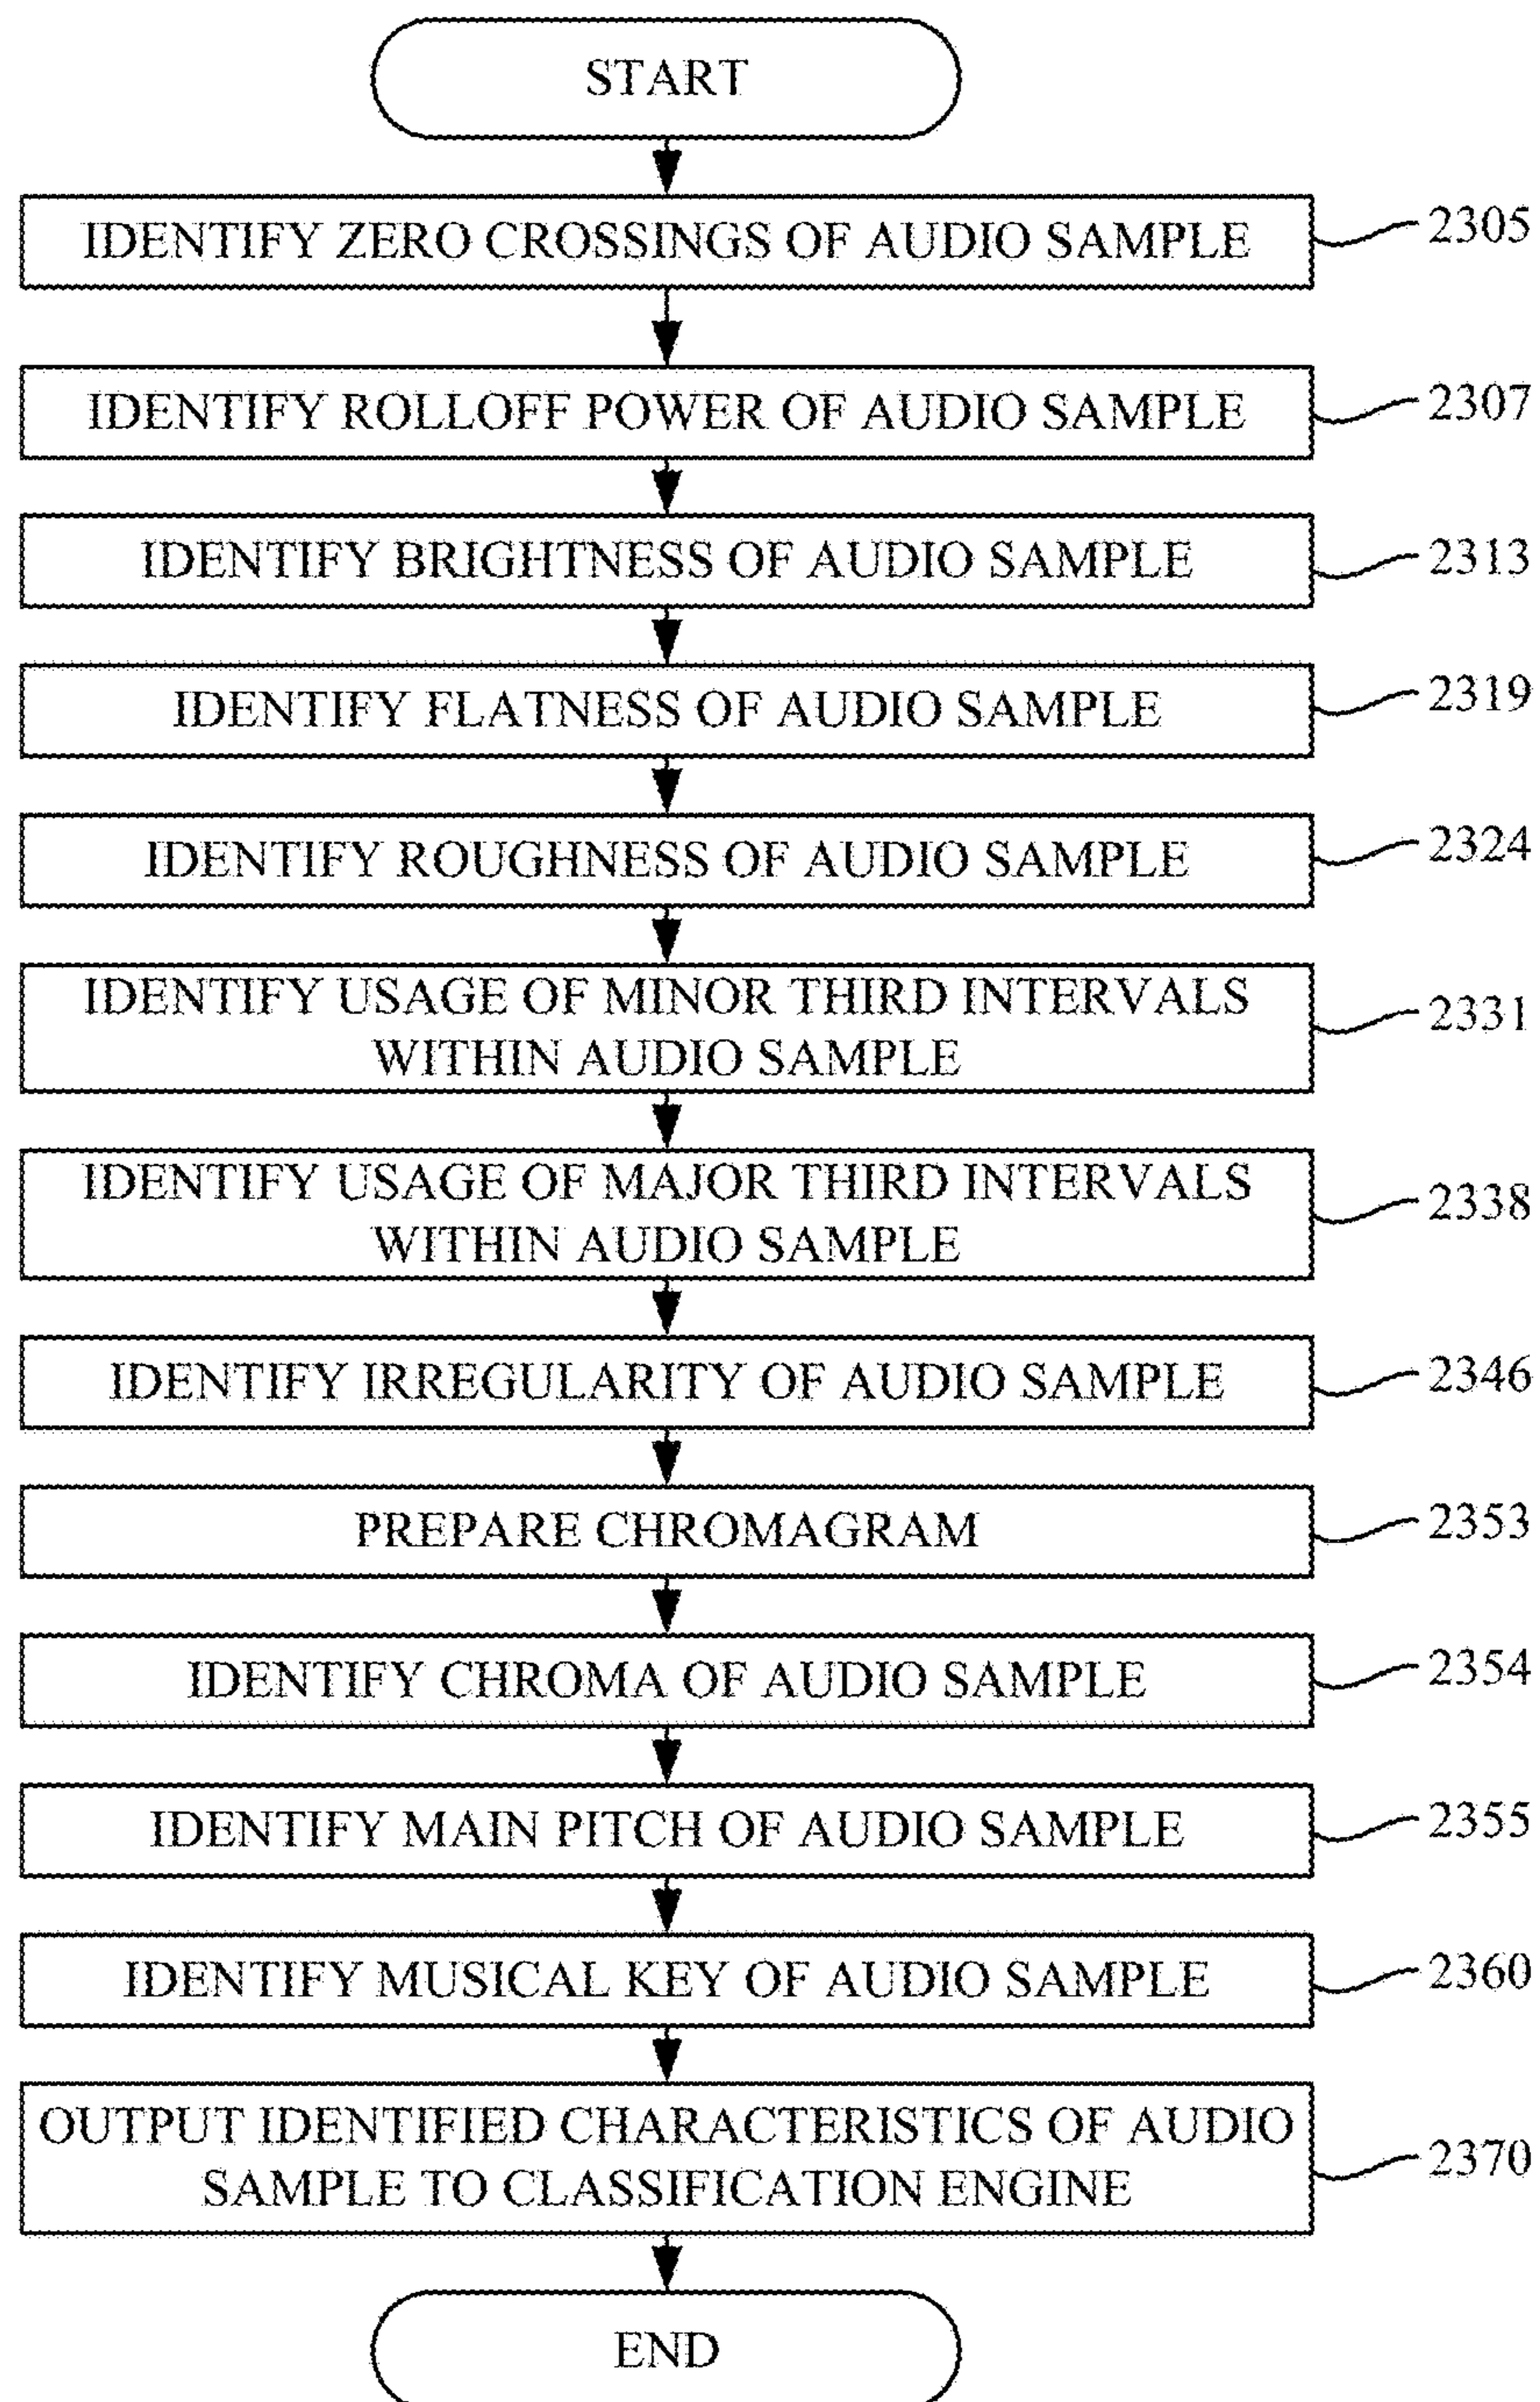 START
IDENTIFY ZERO CROSSINGS OF AUDIO SAMPLE
2305
IDENTIFY ROLLOFF POWER OF AUDIO SAMPLE
2307
IDENTIFY BRIGHTNESS OF AUDIO SAMPLE
2313
IDENTIFY FLATNESS OF AUDIO SAMPLE
2319
IDENTIFY ROUGHNESS OF AUDIO SAMPLE
2324
IDENTIFY USAGE OF MINOR THIRD INTERVALS
WITHIN AUDIO SAMPLE
2331
IDENTIFY USAGE OF MAJOR THIRD INTERVALS
WITHIN AUDIO SAMPLE
2338
IDENTIFY IRREGULARITY OF AUDIO SAMPLE
2346
PREPARE CHROMAGRAM
2353
IDENTIFY CHROMA OF AUDIO SAMPLE
2354
IDENTIFY MAIN PITCH OF AUDIO SAMPLE
2355
IDENTIFY MUSICAL KEY OF AUDIO SAMPLE
2360
OUTPUT IDENTIFIED CHARACTERISTICS OF AUDIO
SAMPLE TO CLASSIFICATION ENGINE
2370
END